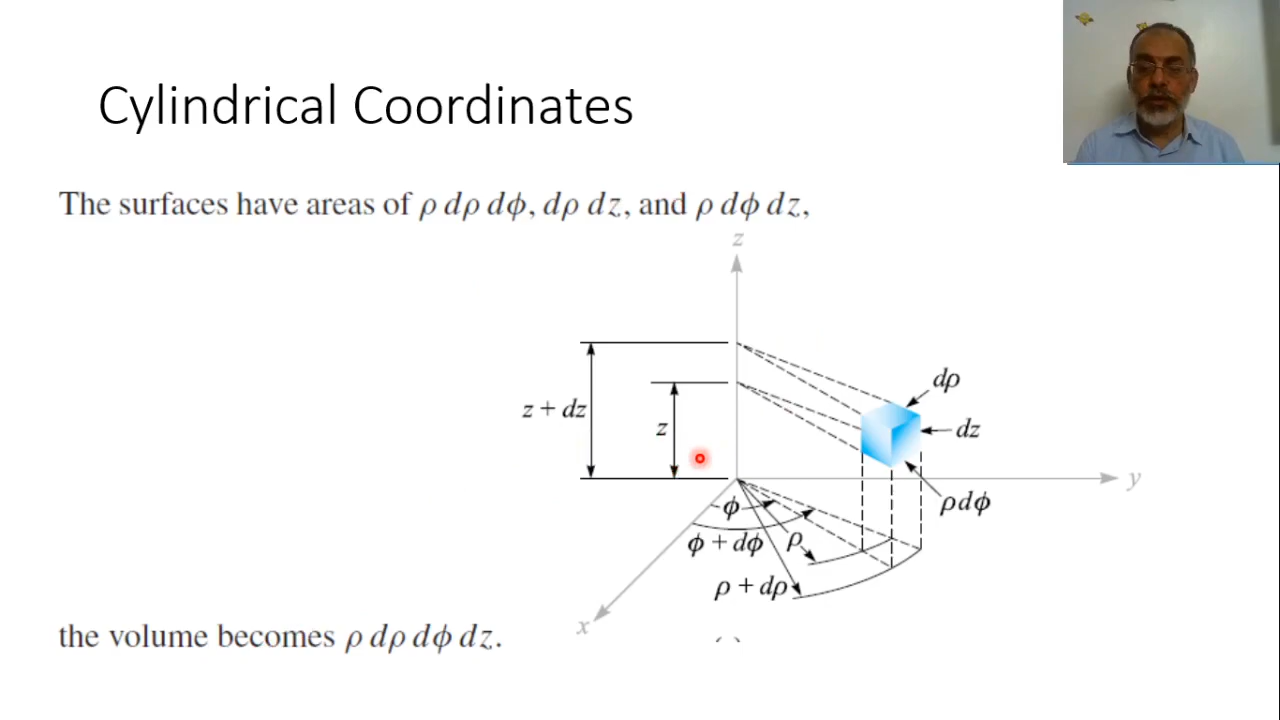 Cylindrical Coordinates
The surfaces have areas of ρ dρ dϕ, dρ dz, and ρ dϕ dz,
z
dρ
z + dz
z
dz
y
ρdϕ
ϕ
ϕ + dϕ
ρ
ρ + dρ
x
the volume becomes ρ dρ dϕ dz.